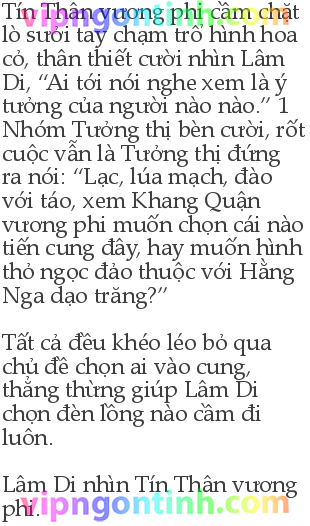 Tín Thân vương phi cầm chặt
vipngontinh.com
lò sưởi tay chạm trổ hình hoa
cỏ, thân thiết cười nhìn Lâm
Di, “Ai tới nói nghe xem là ý
tưởng của người nào nào.” 1
Nhóm Tưởng thị bèn cười, rốt
cuộc vẫn là Tưởng thị đứng
ra nói: “Lạc, lúa mạch, đào
với táo, xem Khang Quận
vương phi muốn chọn cái nào
tiến cung đây, hay muốn hình
thỏ ngọc đảo thuộc với Hằng
Nga dạo trăng?”
Tất cả đều khéo léo bỏ qua
chủ đề chọn ai vào cung,
thẳng thừng giúp Lâm Di
chọn đèn lồng nào cầm đi
luôn.
Lâm Di nhìn Tín Thân vương
phi.
vipngontinh.com